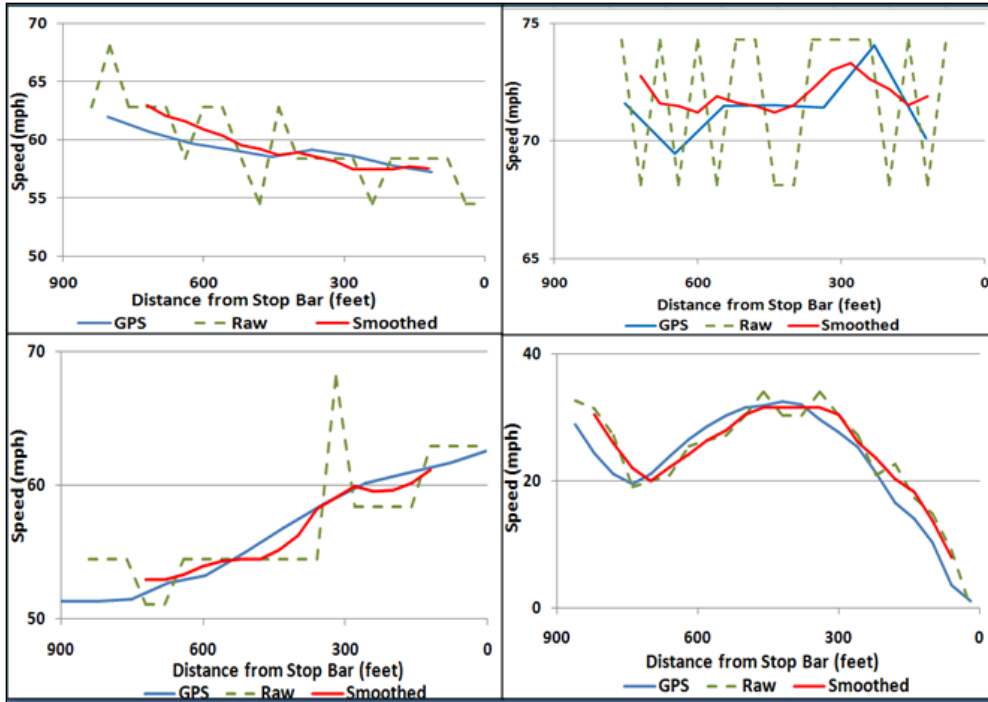 70
65
60
55
50
Speed (mph)
900 600 300 0
Distance from Stop Bar (feet)
GPS Raw Smoothed
75
70
65
Speed (mph)
900 600 300 0
Distance from Stop Bar (feet)
GPS Raw Smoothed
70
60
50
Speed (mph)
900 600 300 0
Distance from Stop Bar (feet)
GPS Raw Smoothed
40
20
0
Speed (mph)
900 600 300 0
Distance from Stop Bar (feet)
GPS Raw Smoothed